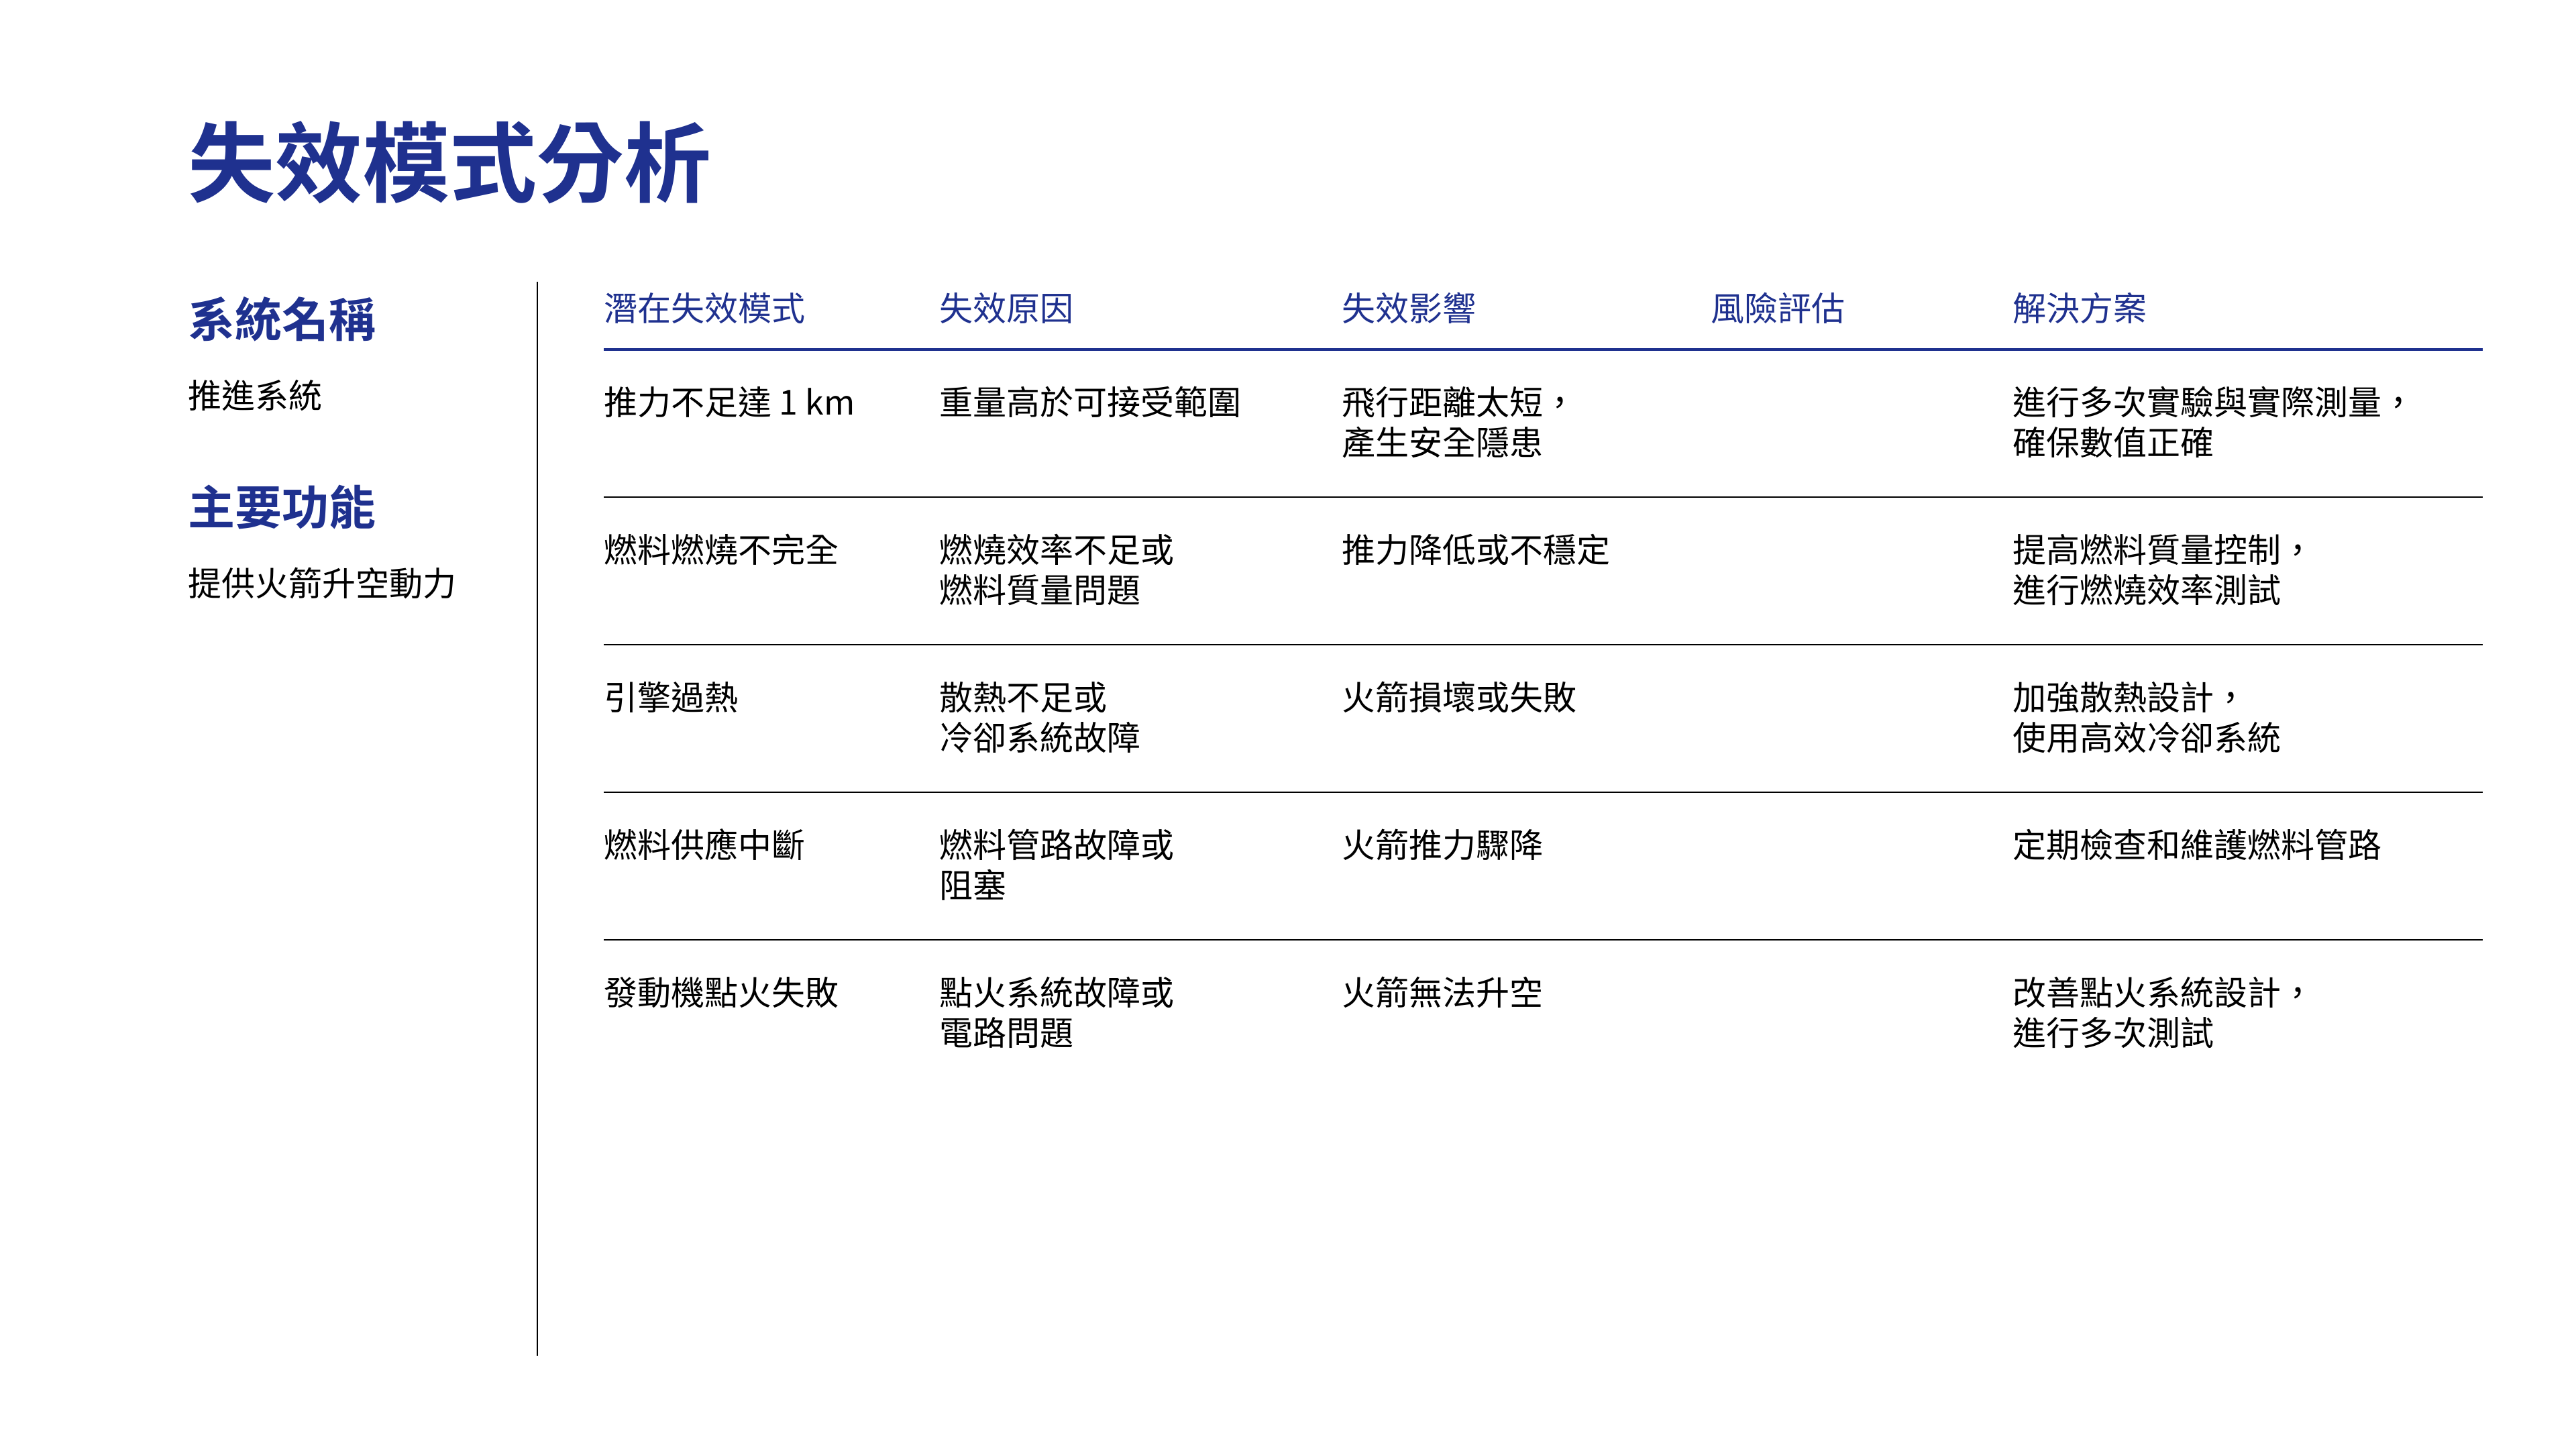 失效模式分析
系統名稱
推進系統
主要功能
提供火箭升空動力
潛在失效模式 失效原因 失效影響 風險評估 解決方案
推力不足達 1 km 重量高於可接受範圍 飛行距離太短， 進行多次實驗與實際測量，
產生安全隱患 確保數值正確
燃料燃燒不完全 燃燒效率不足或 推力降低或不穩定 提高燃料質量控制，
燃料質量問題 進行燃燒效率測試
引擎過熱 散熱不足或 火箭損壞或失敗 加強散熱設計，
冷卻系統故障 使用高效冷卻系統
燃料供應中斷 燃料管路故障或 火箭推力驟降 定期檢查和維護燃料管路
阻塞
發動機點火失敗 點火系統故障或 火箭無法升空 改善點火系統設計，
電路問題 進行多次測試